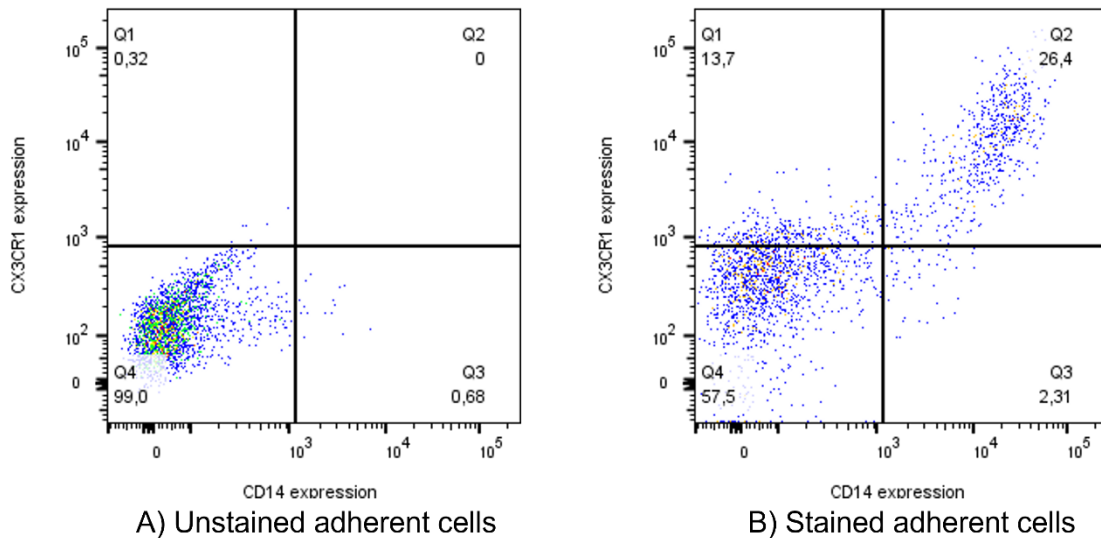 Q1
0,32
Q2
0
10^5
10^4
10^3
10^2
0
CX3CR1 expression
Q4
99,0
Q3
0,68
0
10^3
10^4
10^5
CD14 expression
A) Unstained adherent cells
Q1
13,7
Q2
26,4
10^5
10^4
10^3
10^2
0
CX3CR1 expression
Q4
57,5
Q3
2,31
0
10^3
10^4
10^5
CD14 expression
B) Stained adherent cells